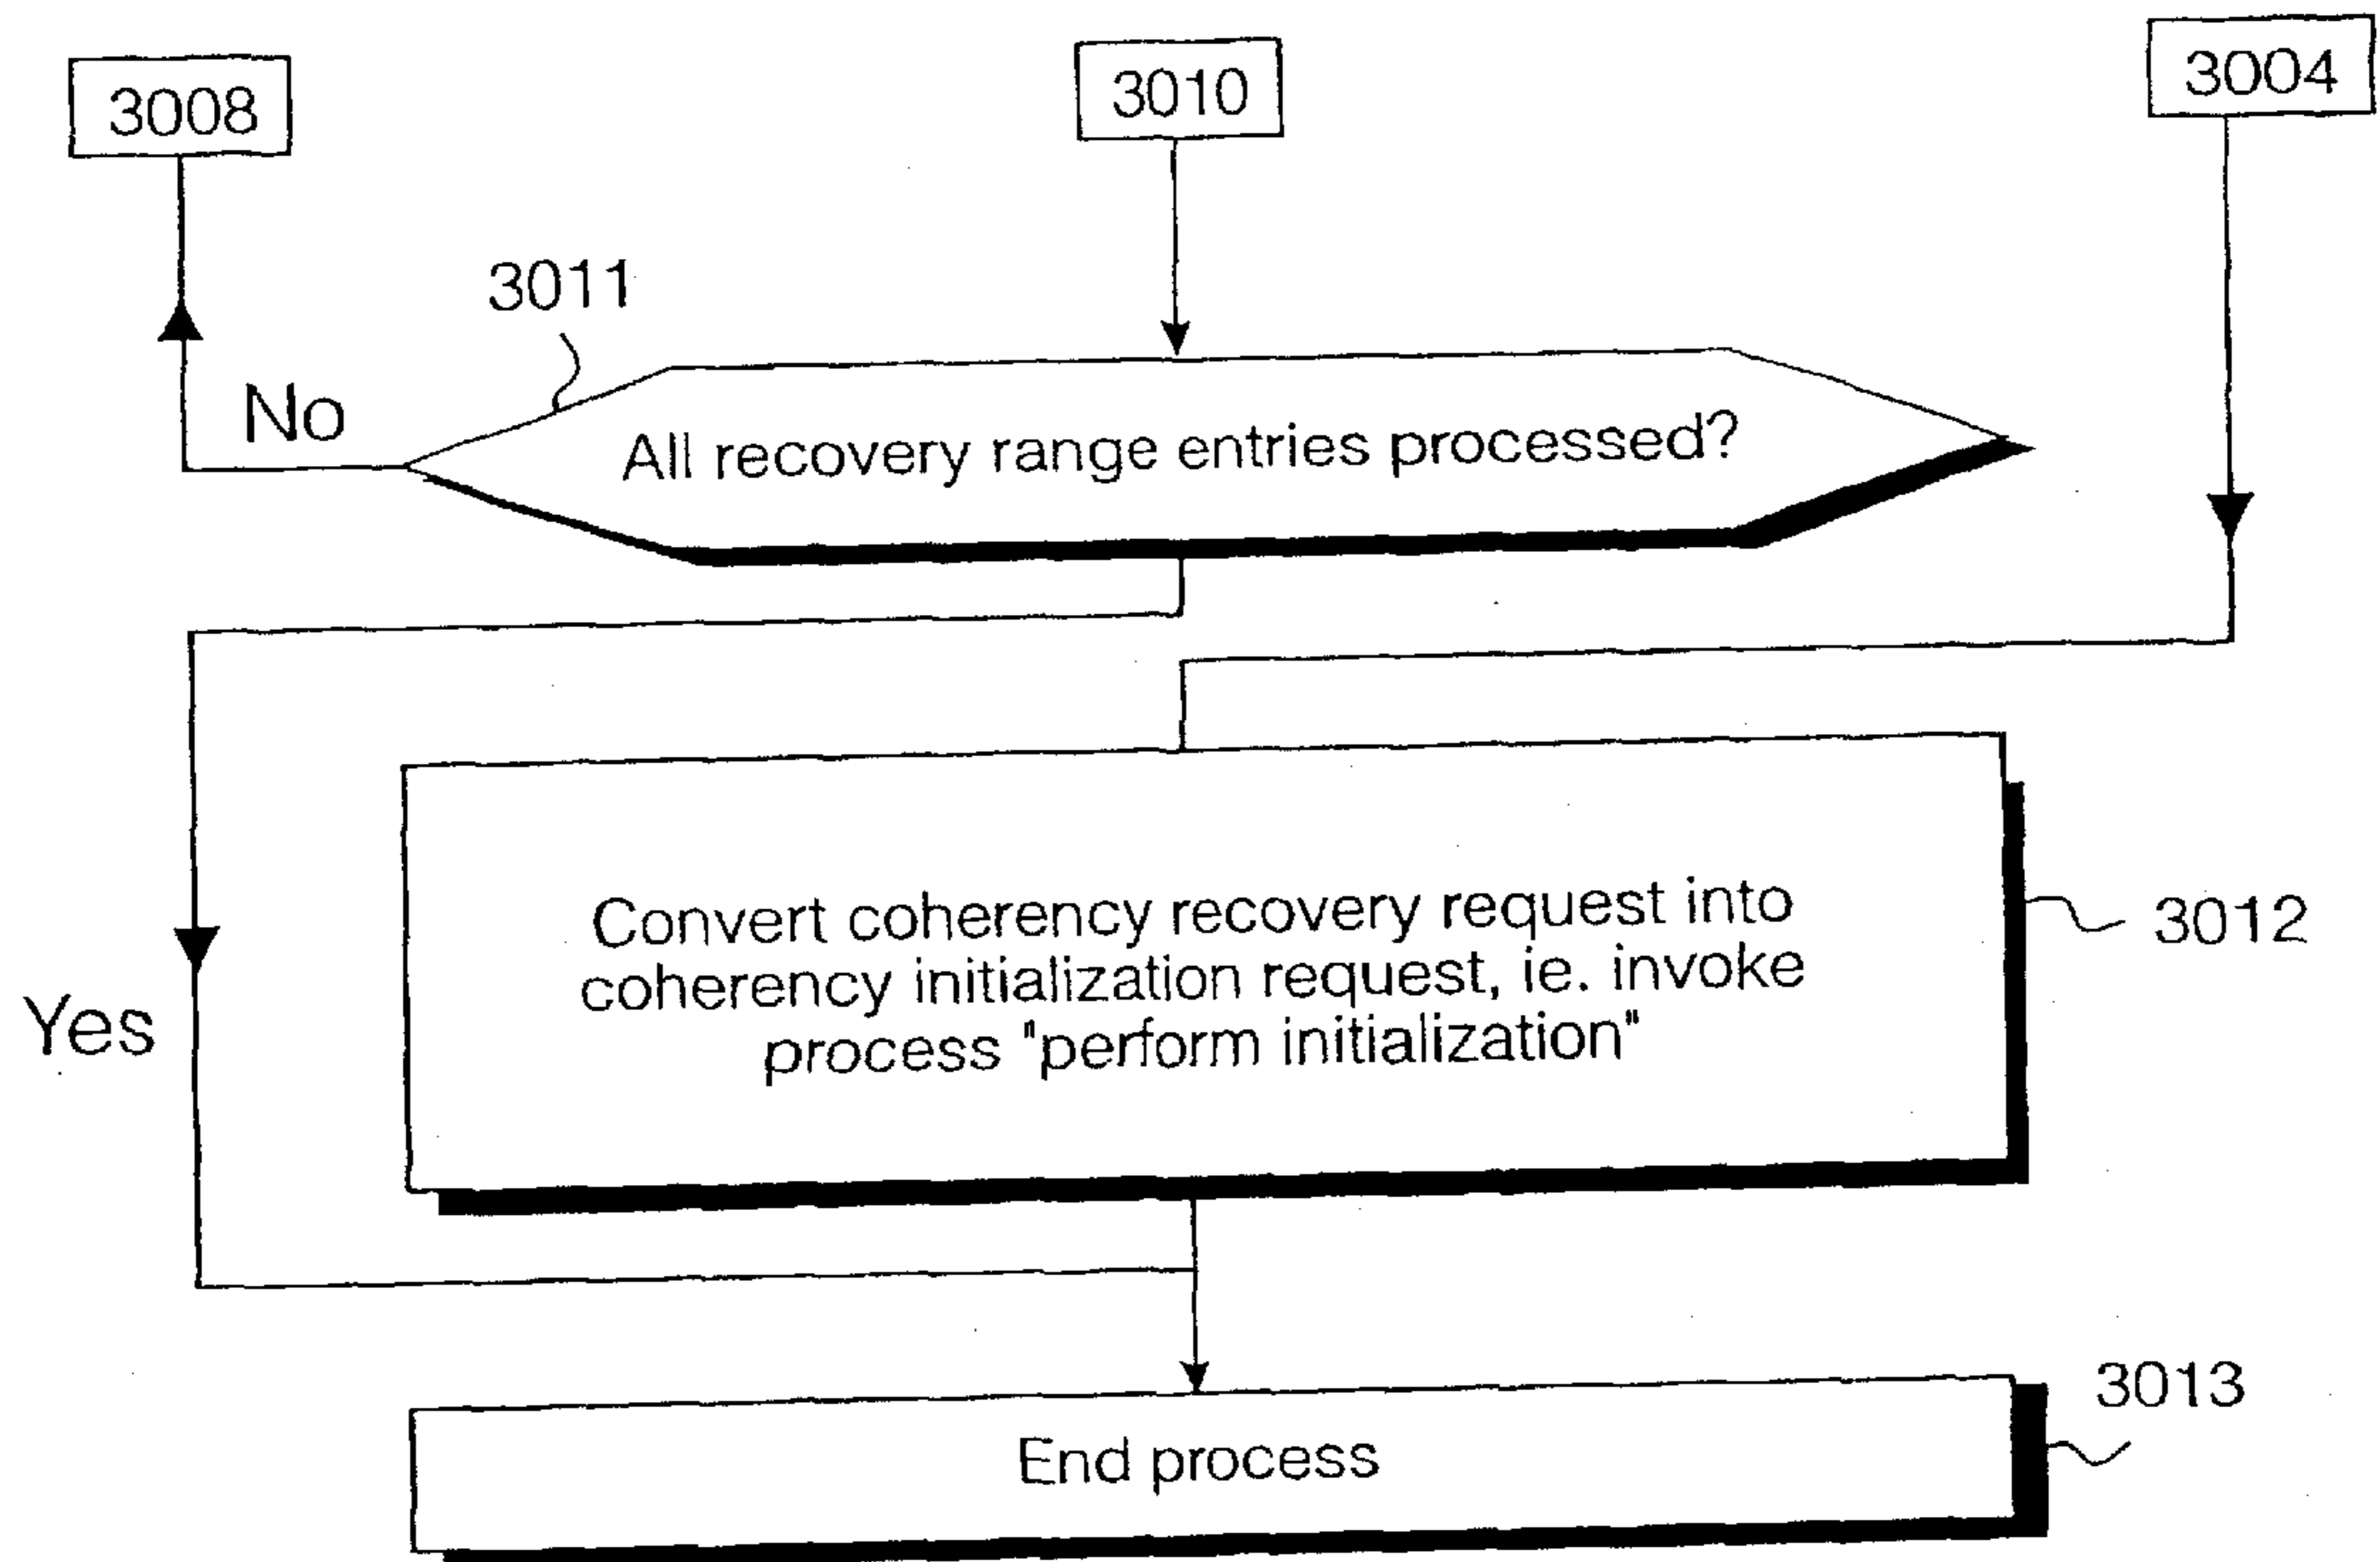 3008
3010
3004
3011
No
All recovery range entries processed?
Convert coherency recovery request into
coherency initialization request, ie. invoke
process "perform initialization"
3012
Yes
3013
End process